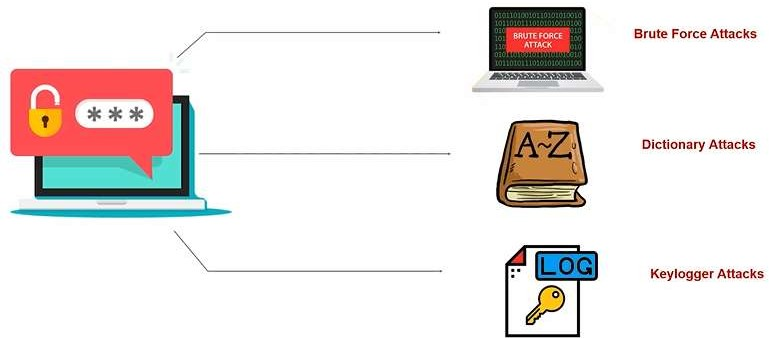 ***
BRUTE FORCE
ATTACK
Brute Force Attacks
A~Z
Dictionary Attacks
LOG
Keylogger Attacks